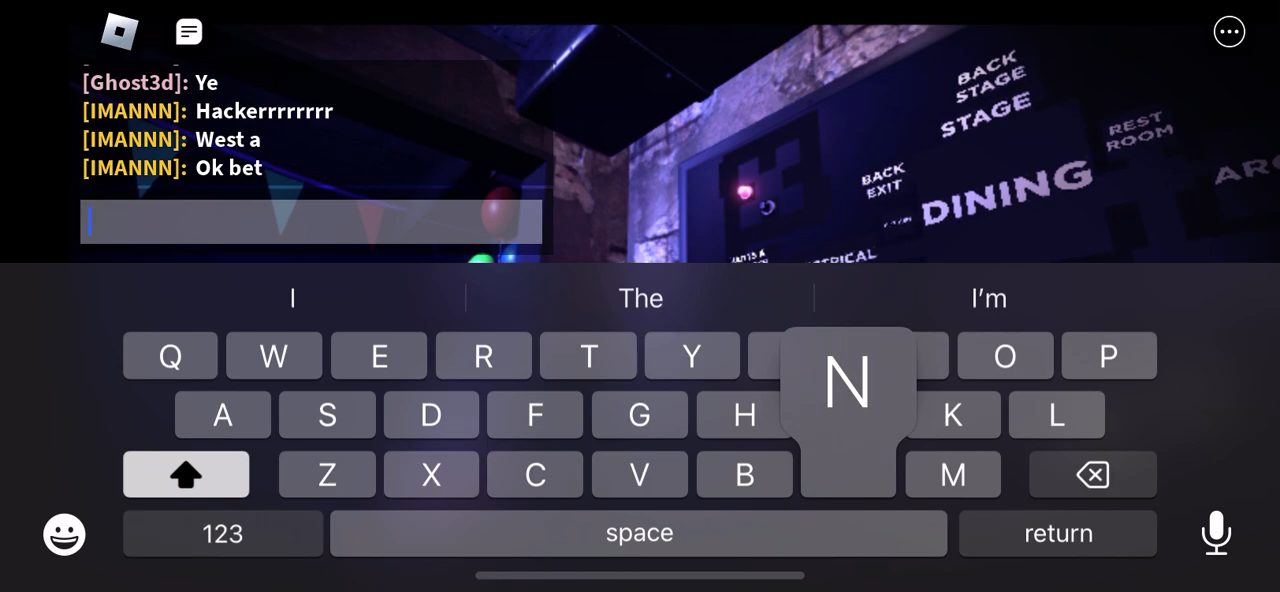 [Ghost3d]: Ye
[IMANNN]: Hackerrrrrrrr
[IMANNN]: West a
[IMANNN]: Ok bet
BACK
STAGE
STAGE
REST
ROOM
BACK
EXIT
DINING
I
The
I'm
Q W E R T Y O P
N
A S D F G H K L
Z X C V B M
123
space
return